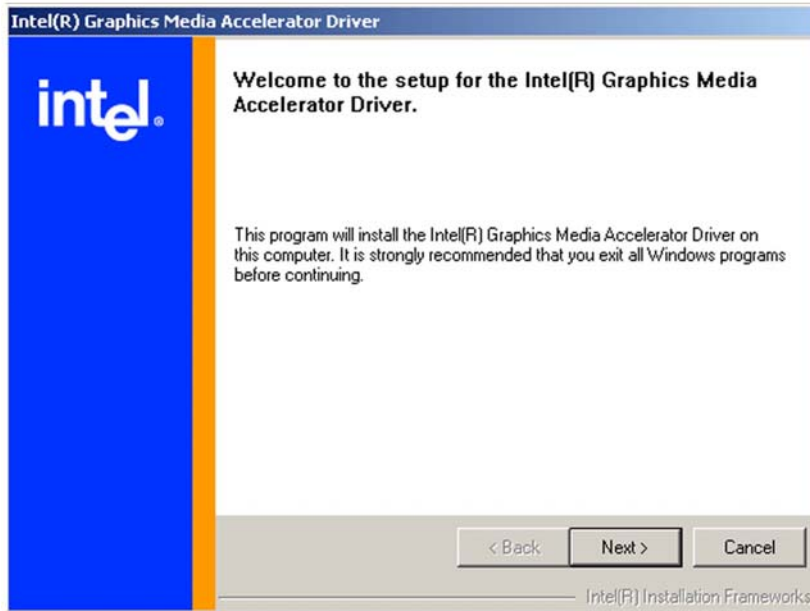 Intel(R) Graphics Media Accelerator Driver
intel®
Welcome to the setup for the Intel(R) Graphics Media
Accelerator Driver.
This program will install the Intel(R) Graphics Media Accelerator Driver on
this computer. It is strongly recommended that you exit all Windows programs
before continuing.
< Back
Next >
Cancel
Intel(R) Installation Frameworks